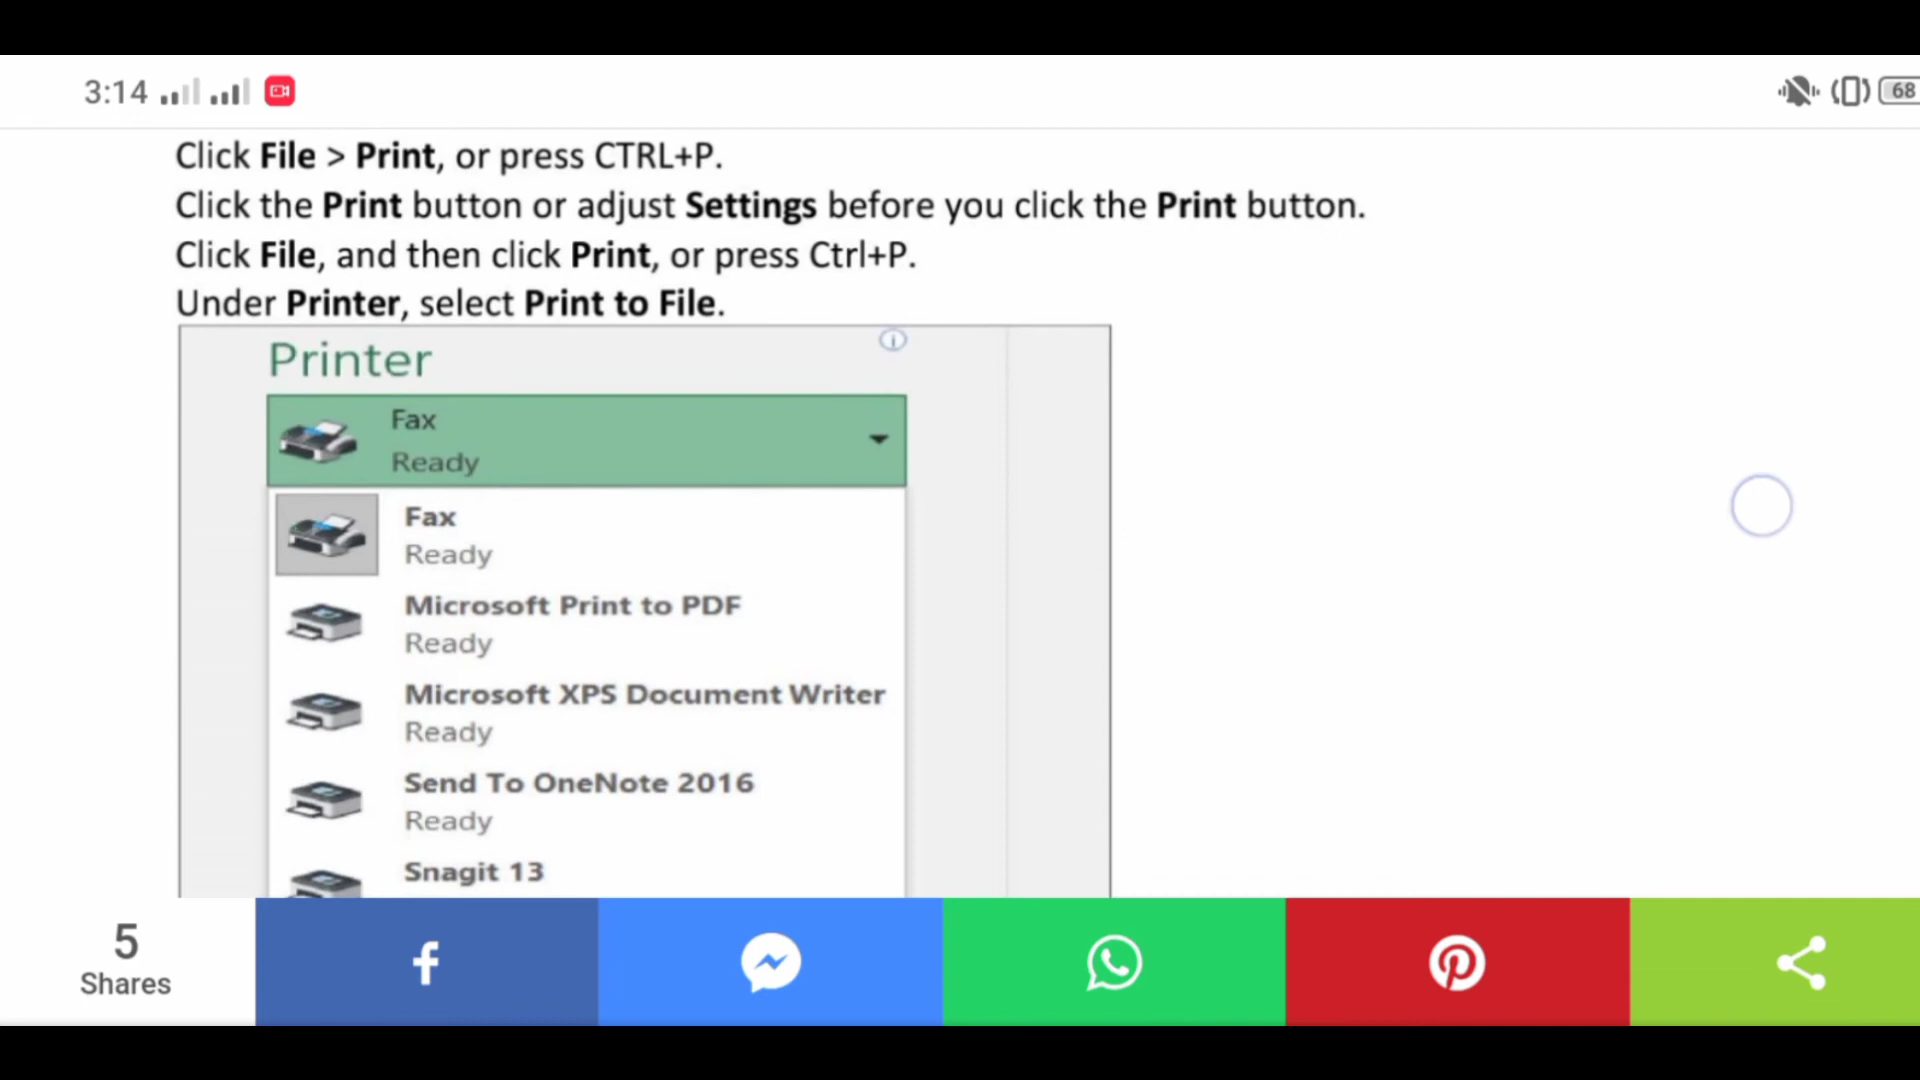 3:14
68
Click File > Print, or press CTRL+P.
Click the Print button or adjust Settings before you click the Print button.
Click File, and then click Print, or press Ctrl+P.
Under Printer, select Print to File.
Printer
Fax
Ready
Fax
Ready
Microsoft Print to PDF
Ready
Microsoft XPS Document Writer
Ready
Send To OneNote 2016
Ready
Snagit 13
5
Shares